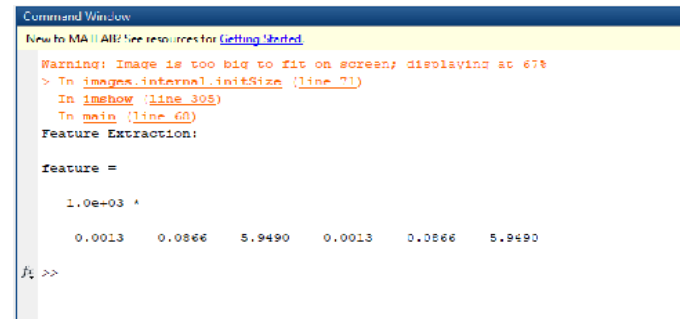 Command Window
New to MATLAB? See resources for Getting Started.
Warning: Image is too big to fit on screen; displaying at 67%
> In images.internal.initSize (line 71)
In imshow (line 305)
In main (line 68)
Feature Extraction:
feature =
1.0e+03 *
0.0013 0.0866 5.9490 0.0013 0.0866 5.9490
fx >>